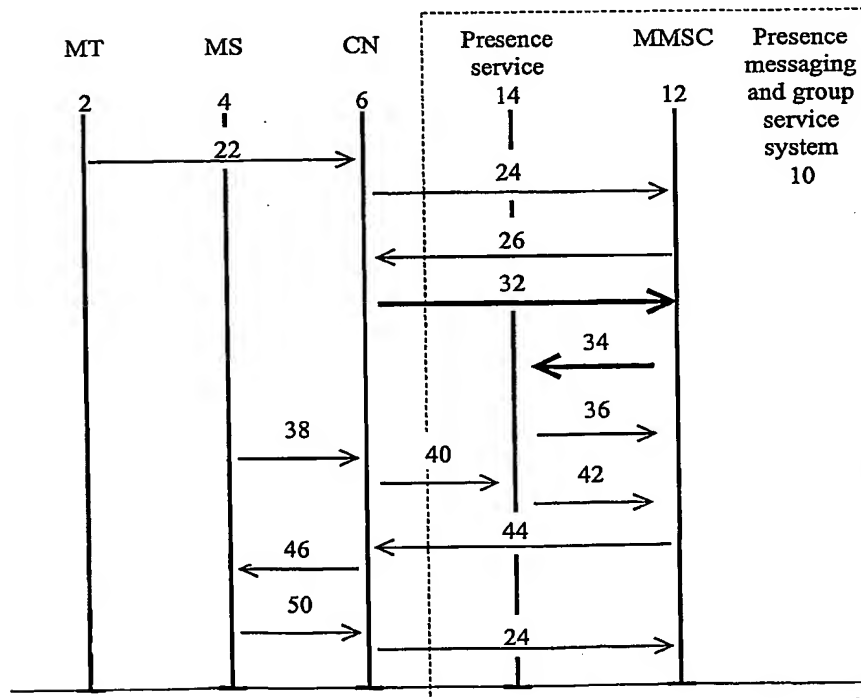 MT
MS
CN
Presence
service
MMSC
Presence
messaging
and group
service
system
10
2
4
6
14
12
22
24
26
32
34
36
38
40
42
44
46
50
24